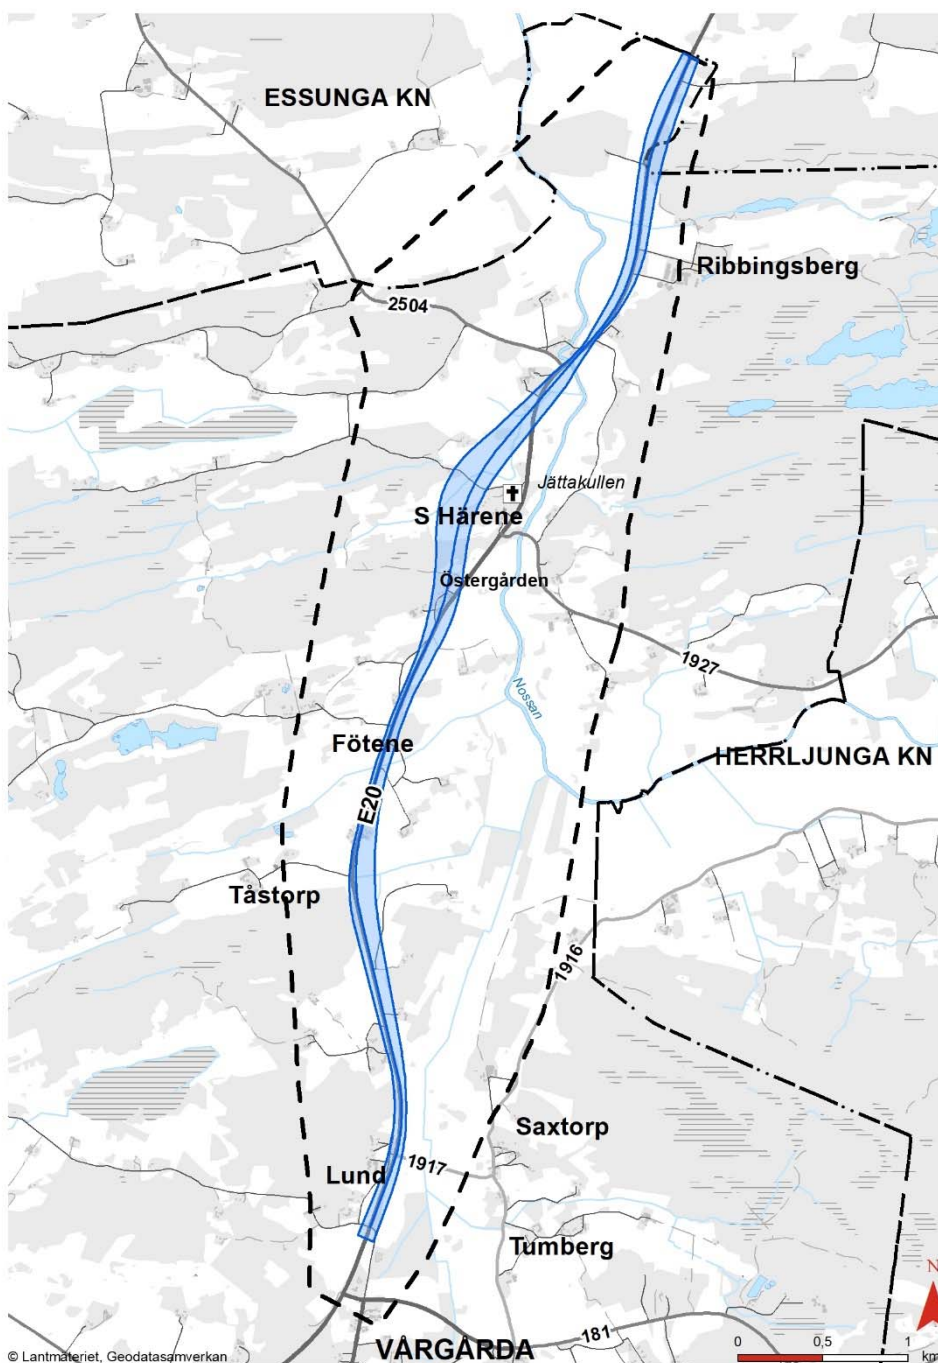 ESSUNGA KN
Ribbingsberg
2504
Jättakullen
S Härene
Östergården
1927
Nossan
Fötene
HERRLJUNGA KN
E20
Tåstorp
1916
Saxtorp
1917
Lund
Tumberg
N
181
VÅRGÅRDA
0 0,5 1
km
© Lantmäteriet, Geodatasamverkan